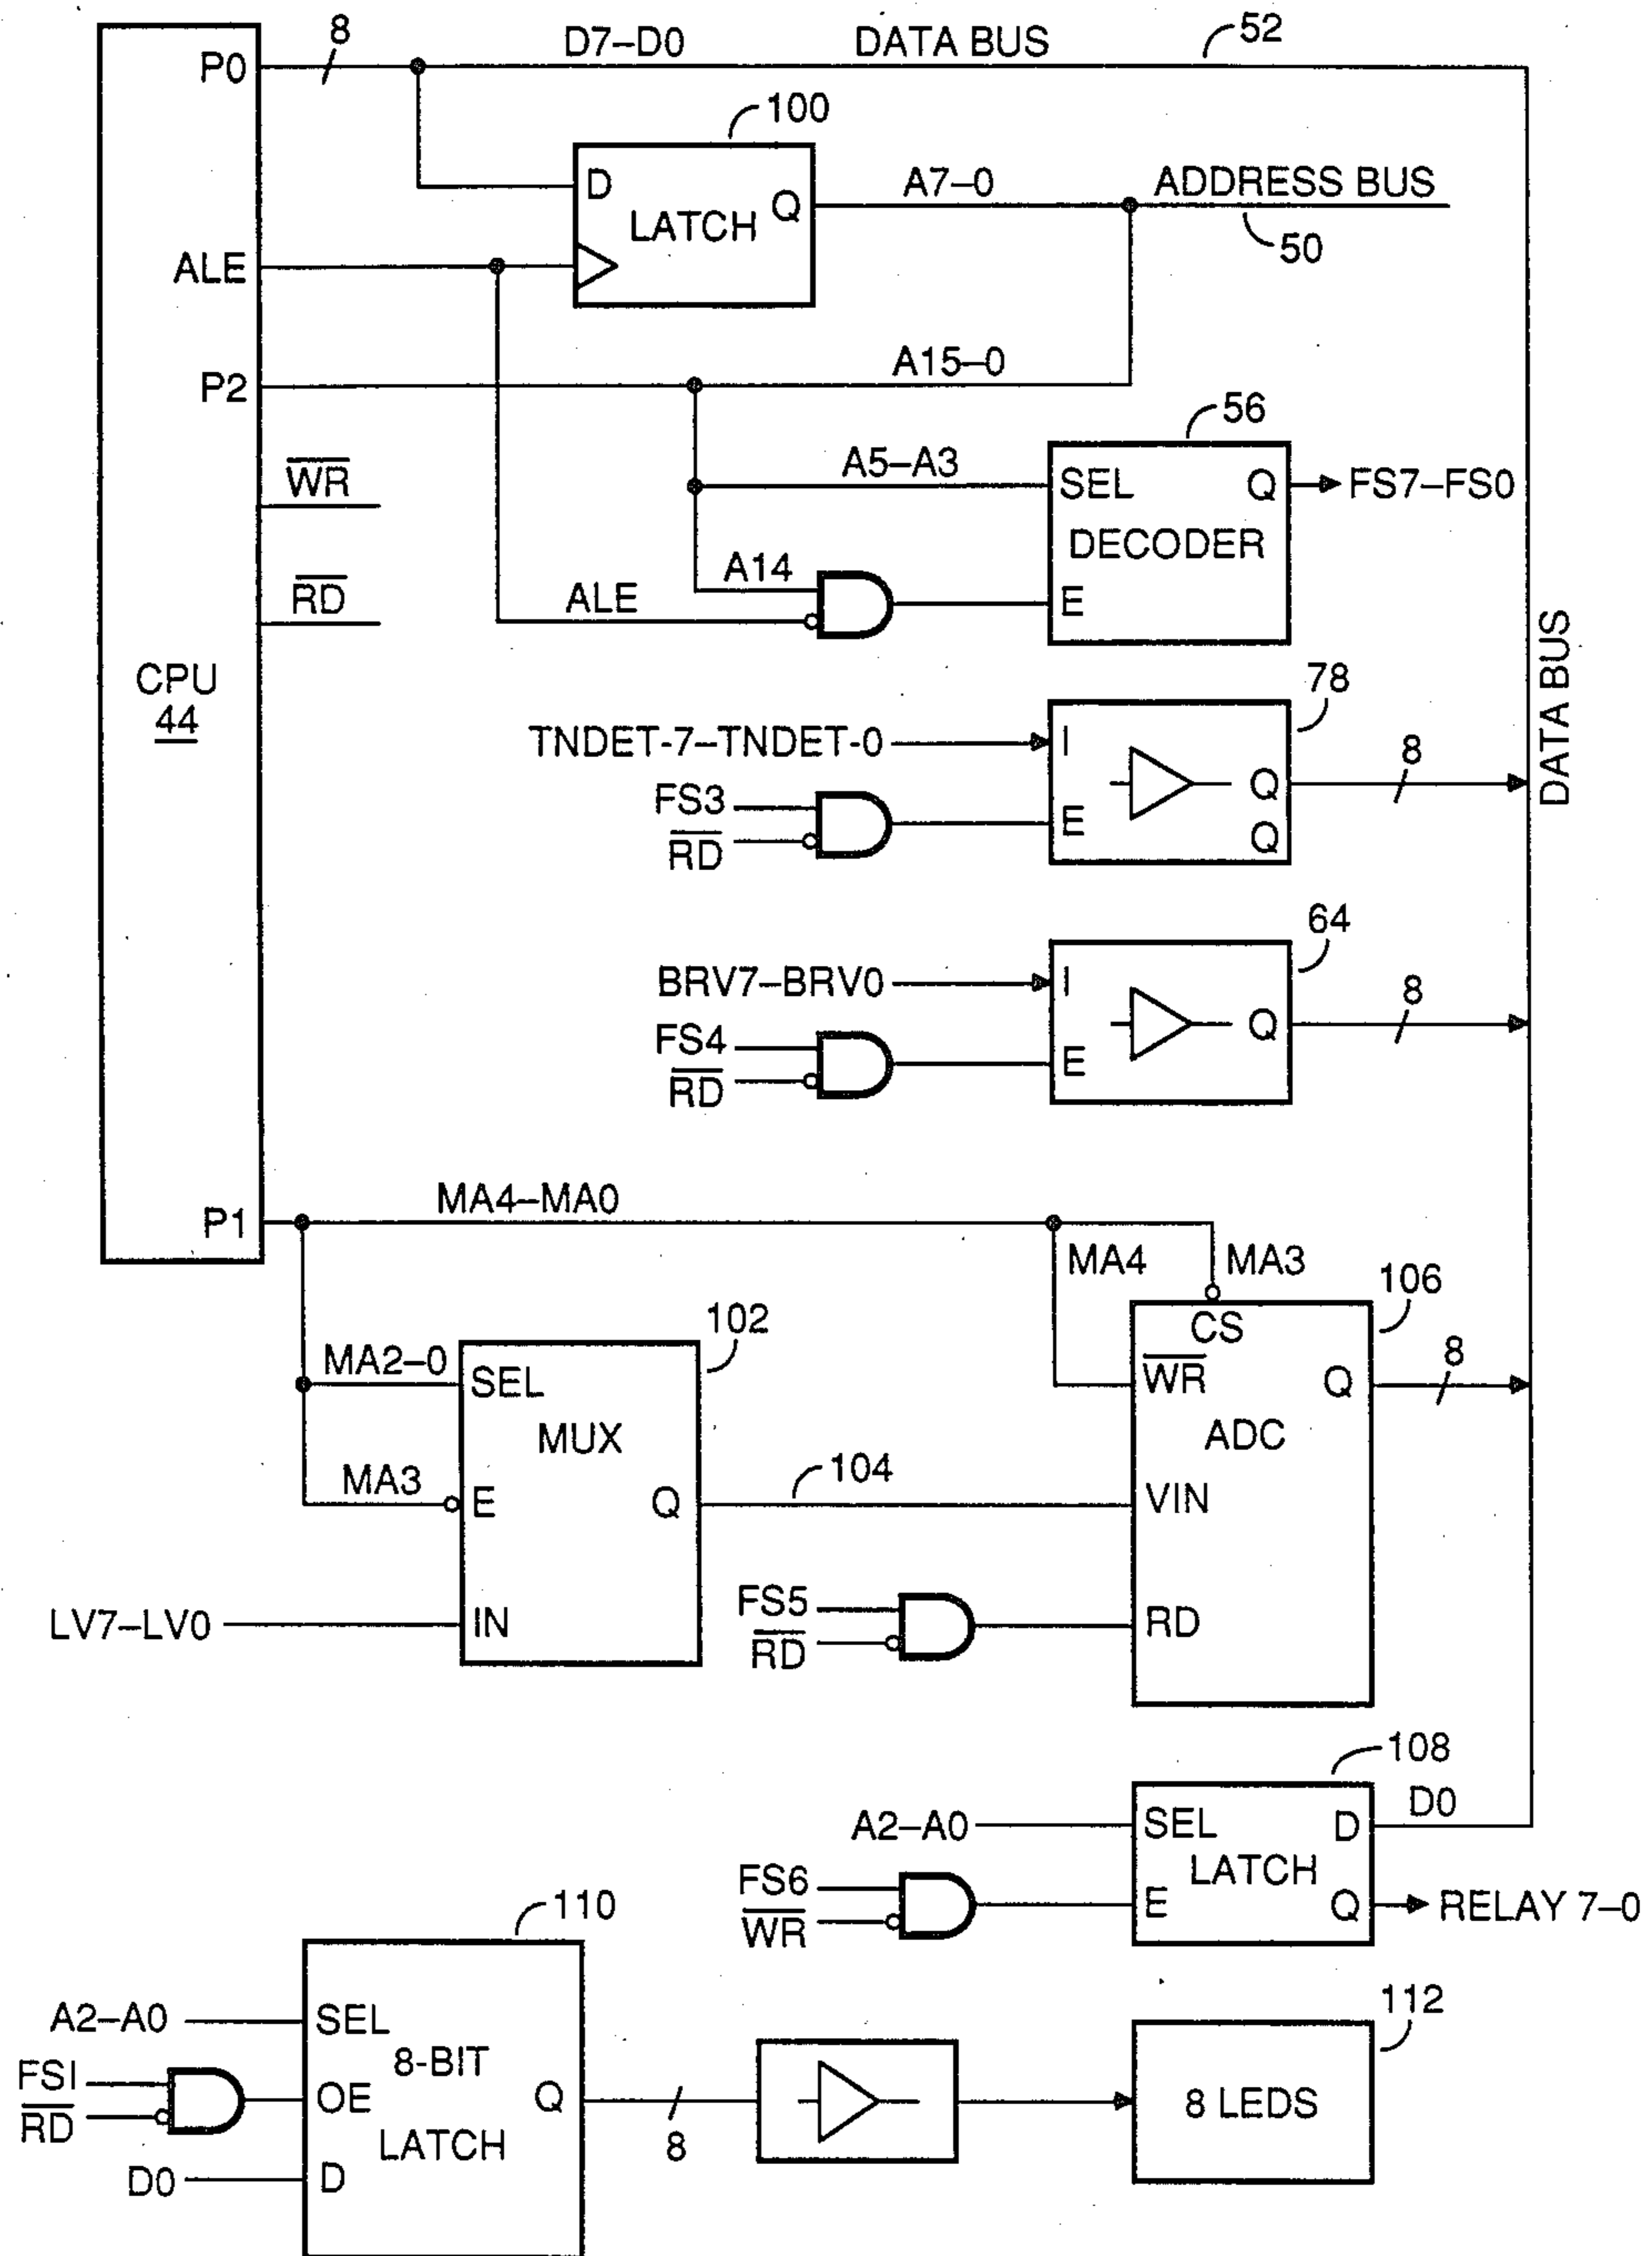 8
D7–D0
DATA BUS
52
P0
100
D
LATCH
Q
A7–0
ADDRESS BUS
50
ALE
A15–0
P2
56
WR
A5–A3
SEL
Q
FS7–FS0
DECODER
A14
RD
ALE
E
DATA BUS
CPU
44
78
TNDET-7–TNDET-0
I
8
FS3
Q
RD
E
Q
64
BRV7–BRV0
I
8
FS4
Q
RD
E
P1
MA4–MA0
MA4
MA3
106
102
CS
8
MA2–0
SEL
WR
Q
MUX
ADC
MA3
E
Q
104
VIN
FS5
LV7–LV0
IN
RD
RD
108
D0
A2–A0
SEL
D
LATCH
FS6
110
E
Q
RELAY 7–0
WR
112
A2–A0
SEL
8-BIT
FSI
OE
Q
8 LEDS
RD
LATCH
8
D0
D